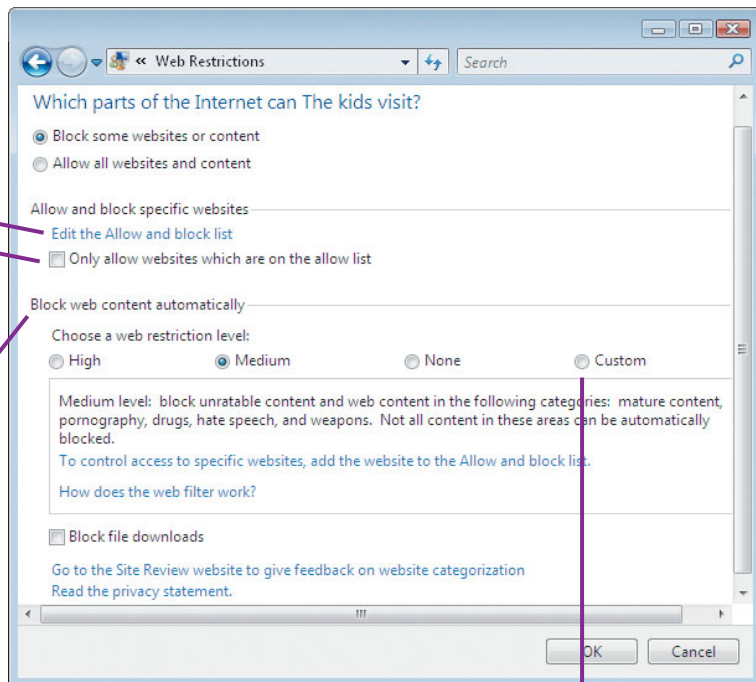 « Web Restrictions
Search
Which parts of the Internet can The kids visit?
Block some websites or content
Allow all websites and content
Allow and block specific websites
Edit the Allow and block list
Only allow websites which are on the allow list
Block web content automatically
Choose a web restriction level:
High Medium None Custom
Medium level: block unratable content and web content in the following categories: mature content,
pornography, drugs, hate speech, and weapons. Not all content in these areas can be automatically
blocked.
To control access to specific websites, add the website to the Allow and block list.
How does the web filter work?
Block file downloads
Go to the Site Review website to give feedback on website categorization
Read the privacy statement.
OK Cancel